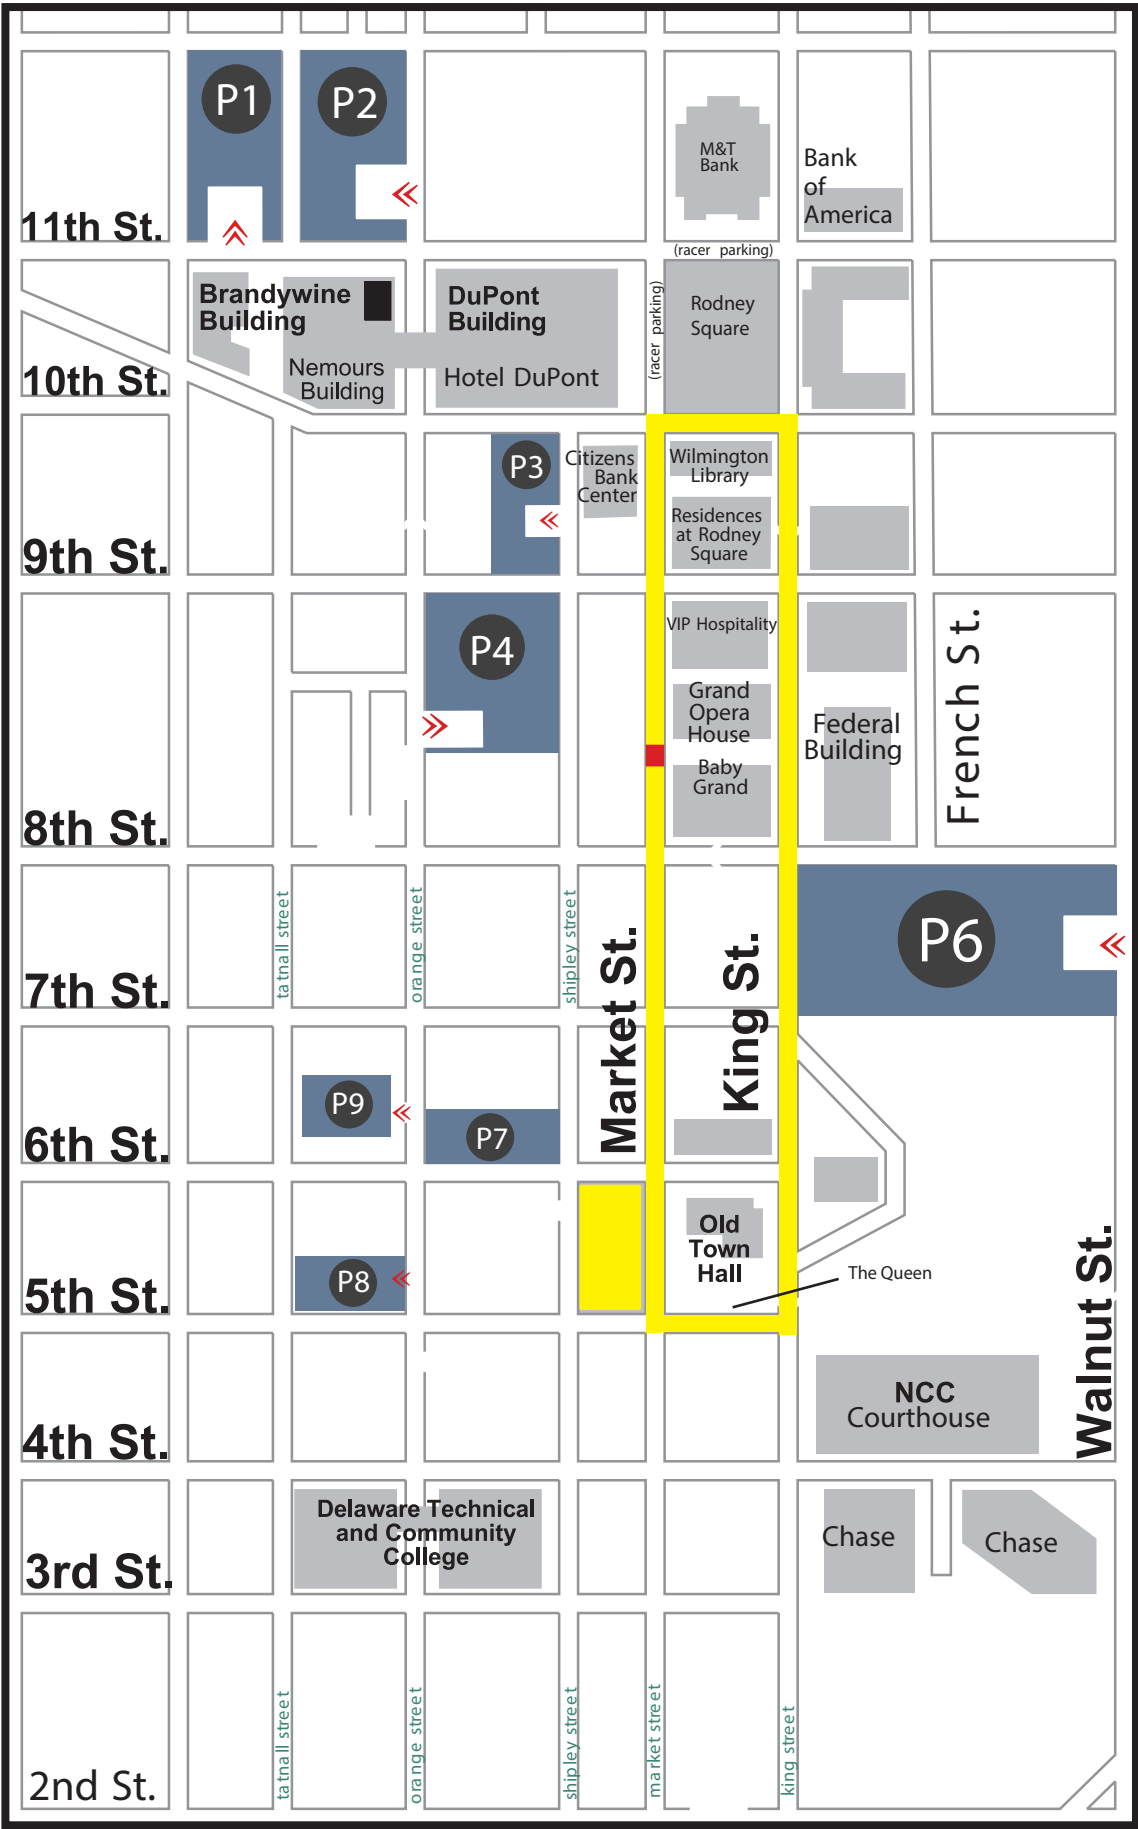 P1
P2
M&T
Bank
Bank
of
America
11th St.
(racer parking)
Brandywine
Building
DuPont
Building
(racer parking)
Rodney
Square
Nemours
Building
Hotel DuPont
10th St.
P3
Citizens
Bank
Center
Wilmington
Library
Residences
at Rodney
Square
9th St.
P4
VIP Hospitality
French St.
Grand
Opera
House
Federal
Building
Baby
Grand
8th St.
tatnall street
orange street
shipley street
Market St.
King St.
P6
7th St.
P9
P7
6th St.
Old
Town
Hall
The Queen
P8
5th St.
Walnut St.
NCC
Courthouse
4th St.
Delaware Technical
and Community
College
Chase
Chase
3rd St.
tatnall street
orange street
shipley street
market street
king street
2nd St.